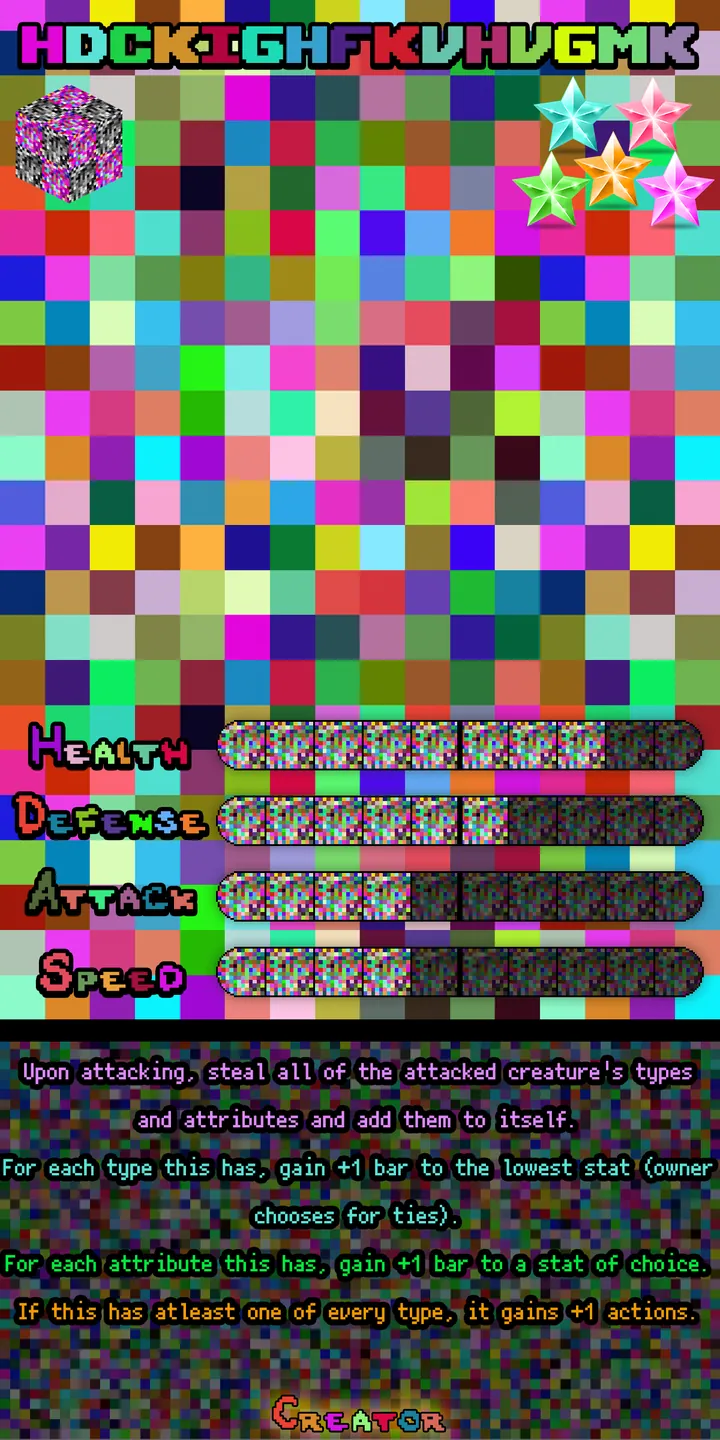 HDCKIGHFKVHVGMK
Health
Defense
Attack
Speed
Upon attacking, steal all of the attacked creature's types
and attributes and add them to itself.
For each type this has, gain +1 bar to the lowest stat (owner
chooses for ties).
For each attribute this has, gain +1 bar to a stat of choice.
If this has atleast one of every type, it gains +1 actions.
Creator